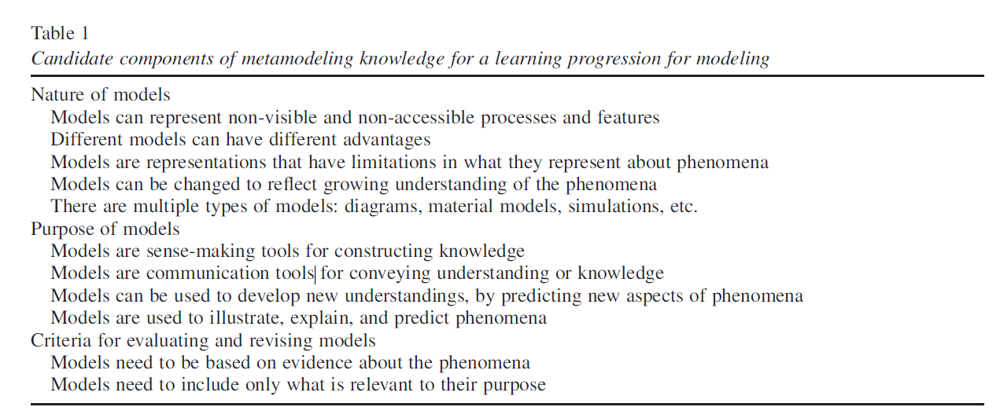 Table 1
Candidate components of metamodeling knowledge for a learning progression for modeling
Nature of models
Models can represent non-visible and non-accessible processes and features
Different models can have different advantages
Models are representations that have limitations in what they represent about phenomena
Models can be changed to reflect growing understanding of the phenomena
There are multiple types of models: diagrams, material models, simulations, etc.
Purpose of models
Models are sense-making tools for constructing knowledge
Models are communication tools for conveying understanding or knowledge
Models can be used to develop new understandings, by predicting new aspects of phenomena
Models are used to illustrate, explain, and predict phenomena
Criteria for evaluating and revising models
Models need to be based on evidence about the phenomena
Models need to include only what is relevant to their purpose